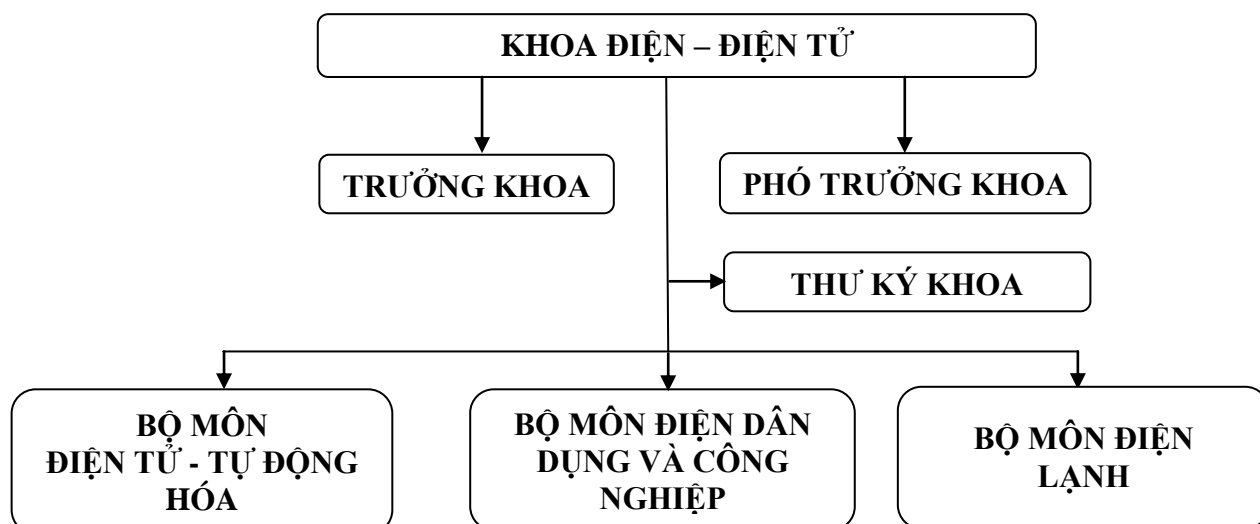 KHOA ĐIỆN – ĐIỆN TỬ
TRƯỞNG KHOA
PHÓ TRƯỞNG KHOA
THƯ KÝ KHOA
BỘ MÔN
ĐIỆN TỬ - TỰ ĐỘNG
HÓA
BỘ MÔN ĐIỆN DÂN
DỤNG VÀ CÔNG
NGHIỆP
BỘ MÔN ĐIỆN
LẠNH